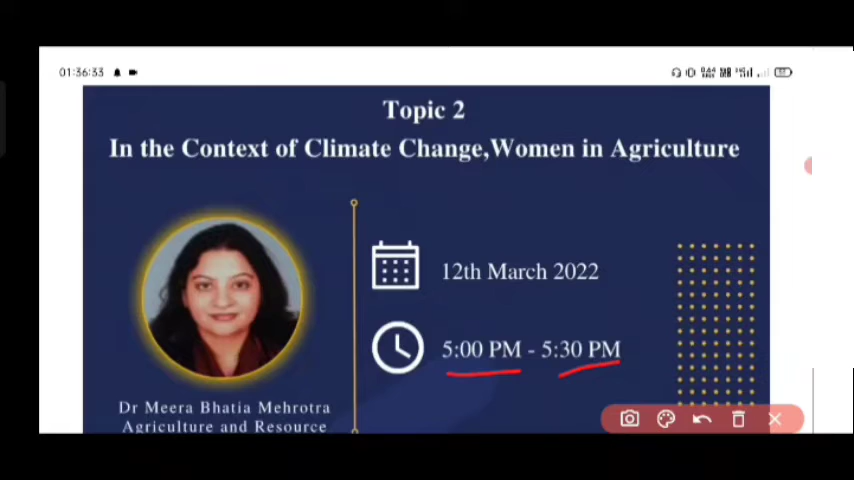 01:36:33
Topic 2
In the Context of Climate Change,Women in Agriculture
12th March 2022
5:00 PM - 5:30 PM
Dr Meera Bhatia Mehrotra
Agriculture and Resource